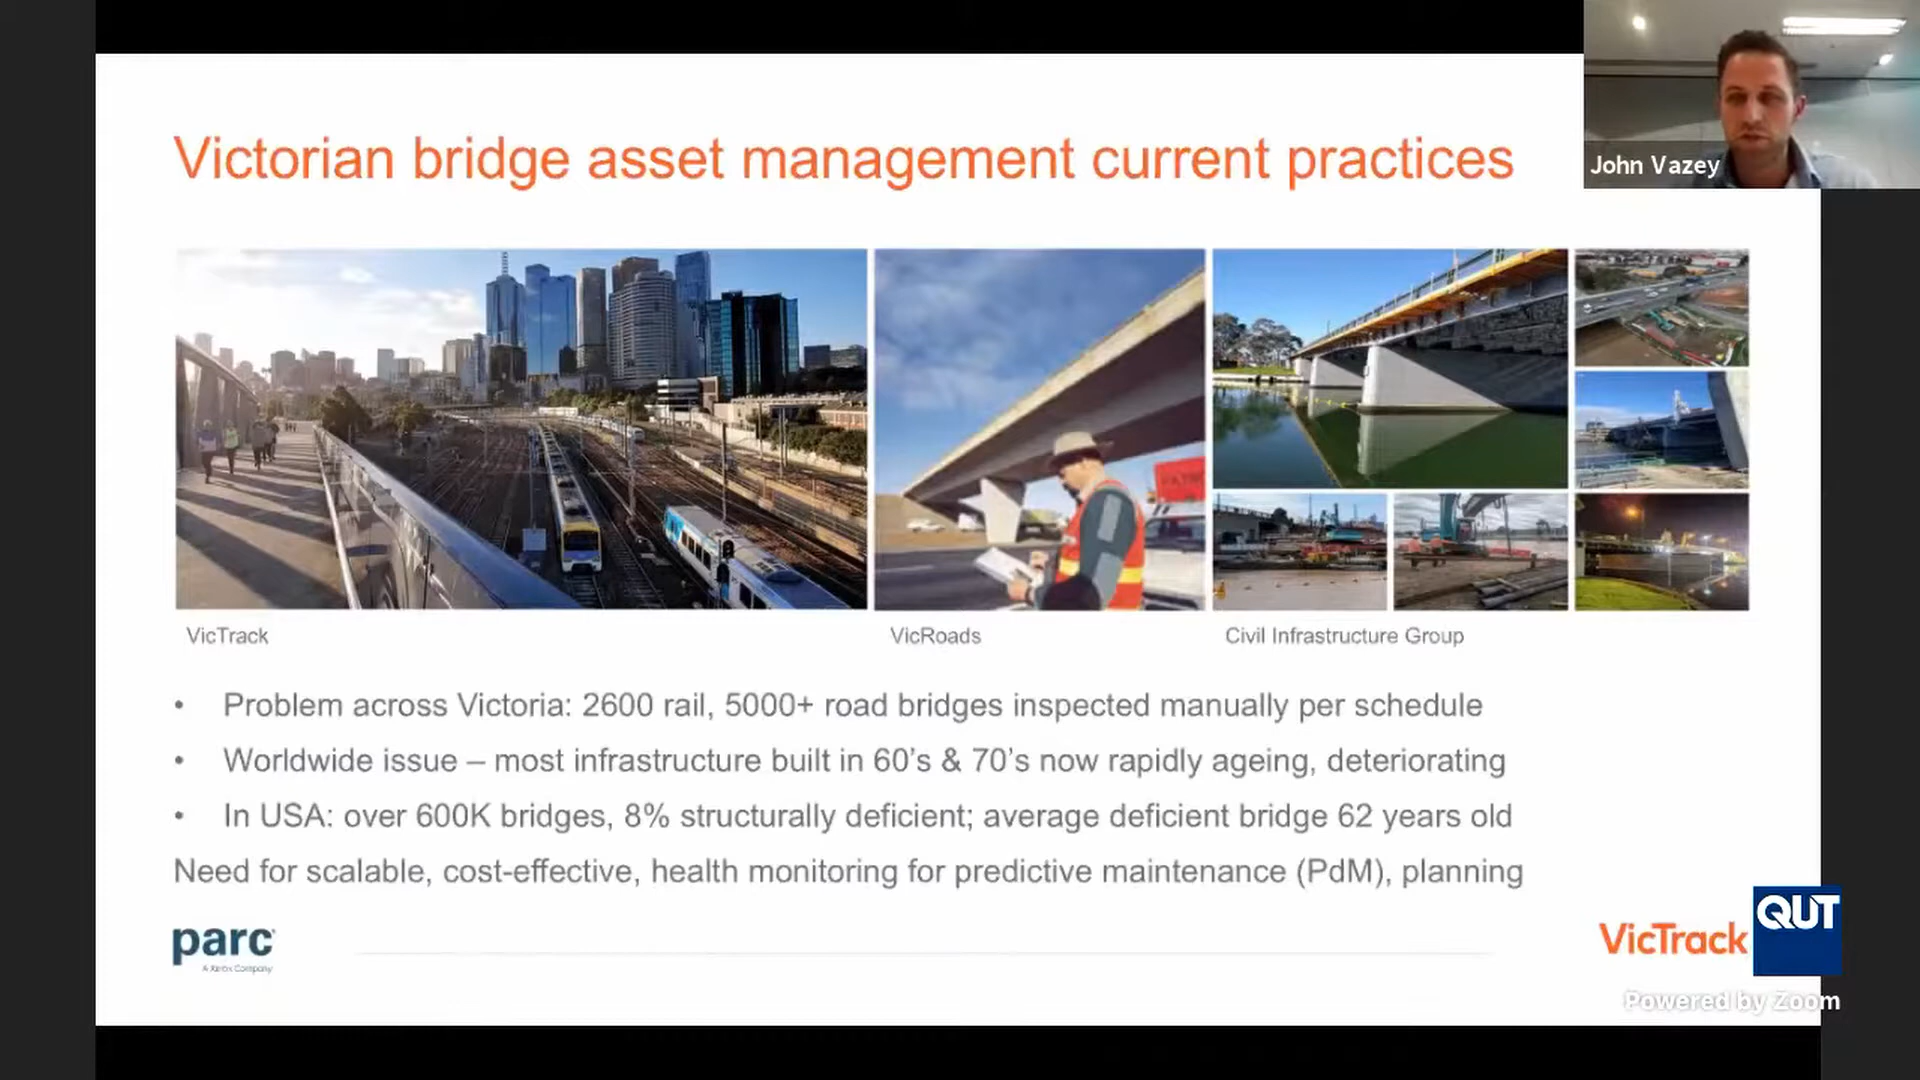 Victorian bridge asset management current practices
John Vazey
VicTrack
VicRoads
Civil Infrastructure Group
• Problem across Victoria: 2600 rail, 5000+ road bridges inspected manually per schedule
• Worldwide issue – most infrastructure built in 60’s & 70’s now rapidly ageing, deteriorating
• In USA: over 600K bridges, 8% structurally deficient; average deficient bridge 62 years old
Need for scalable, cost-effective, health monitoring for predictive maintenance (PdM), planning
parc
A Xerox Company
VicTrack
QUT
Powered by Zoom